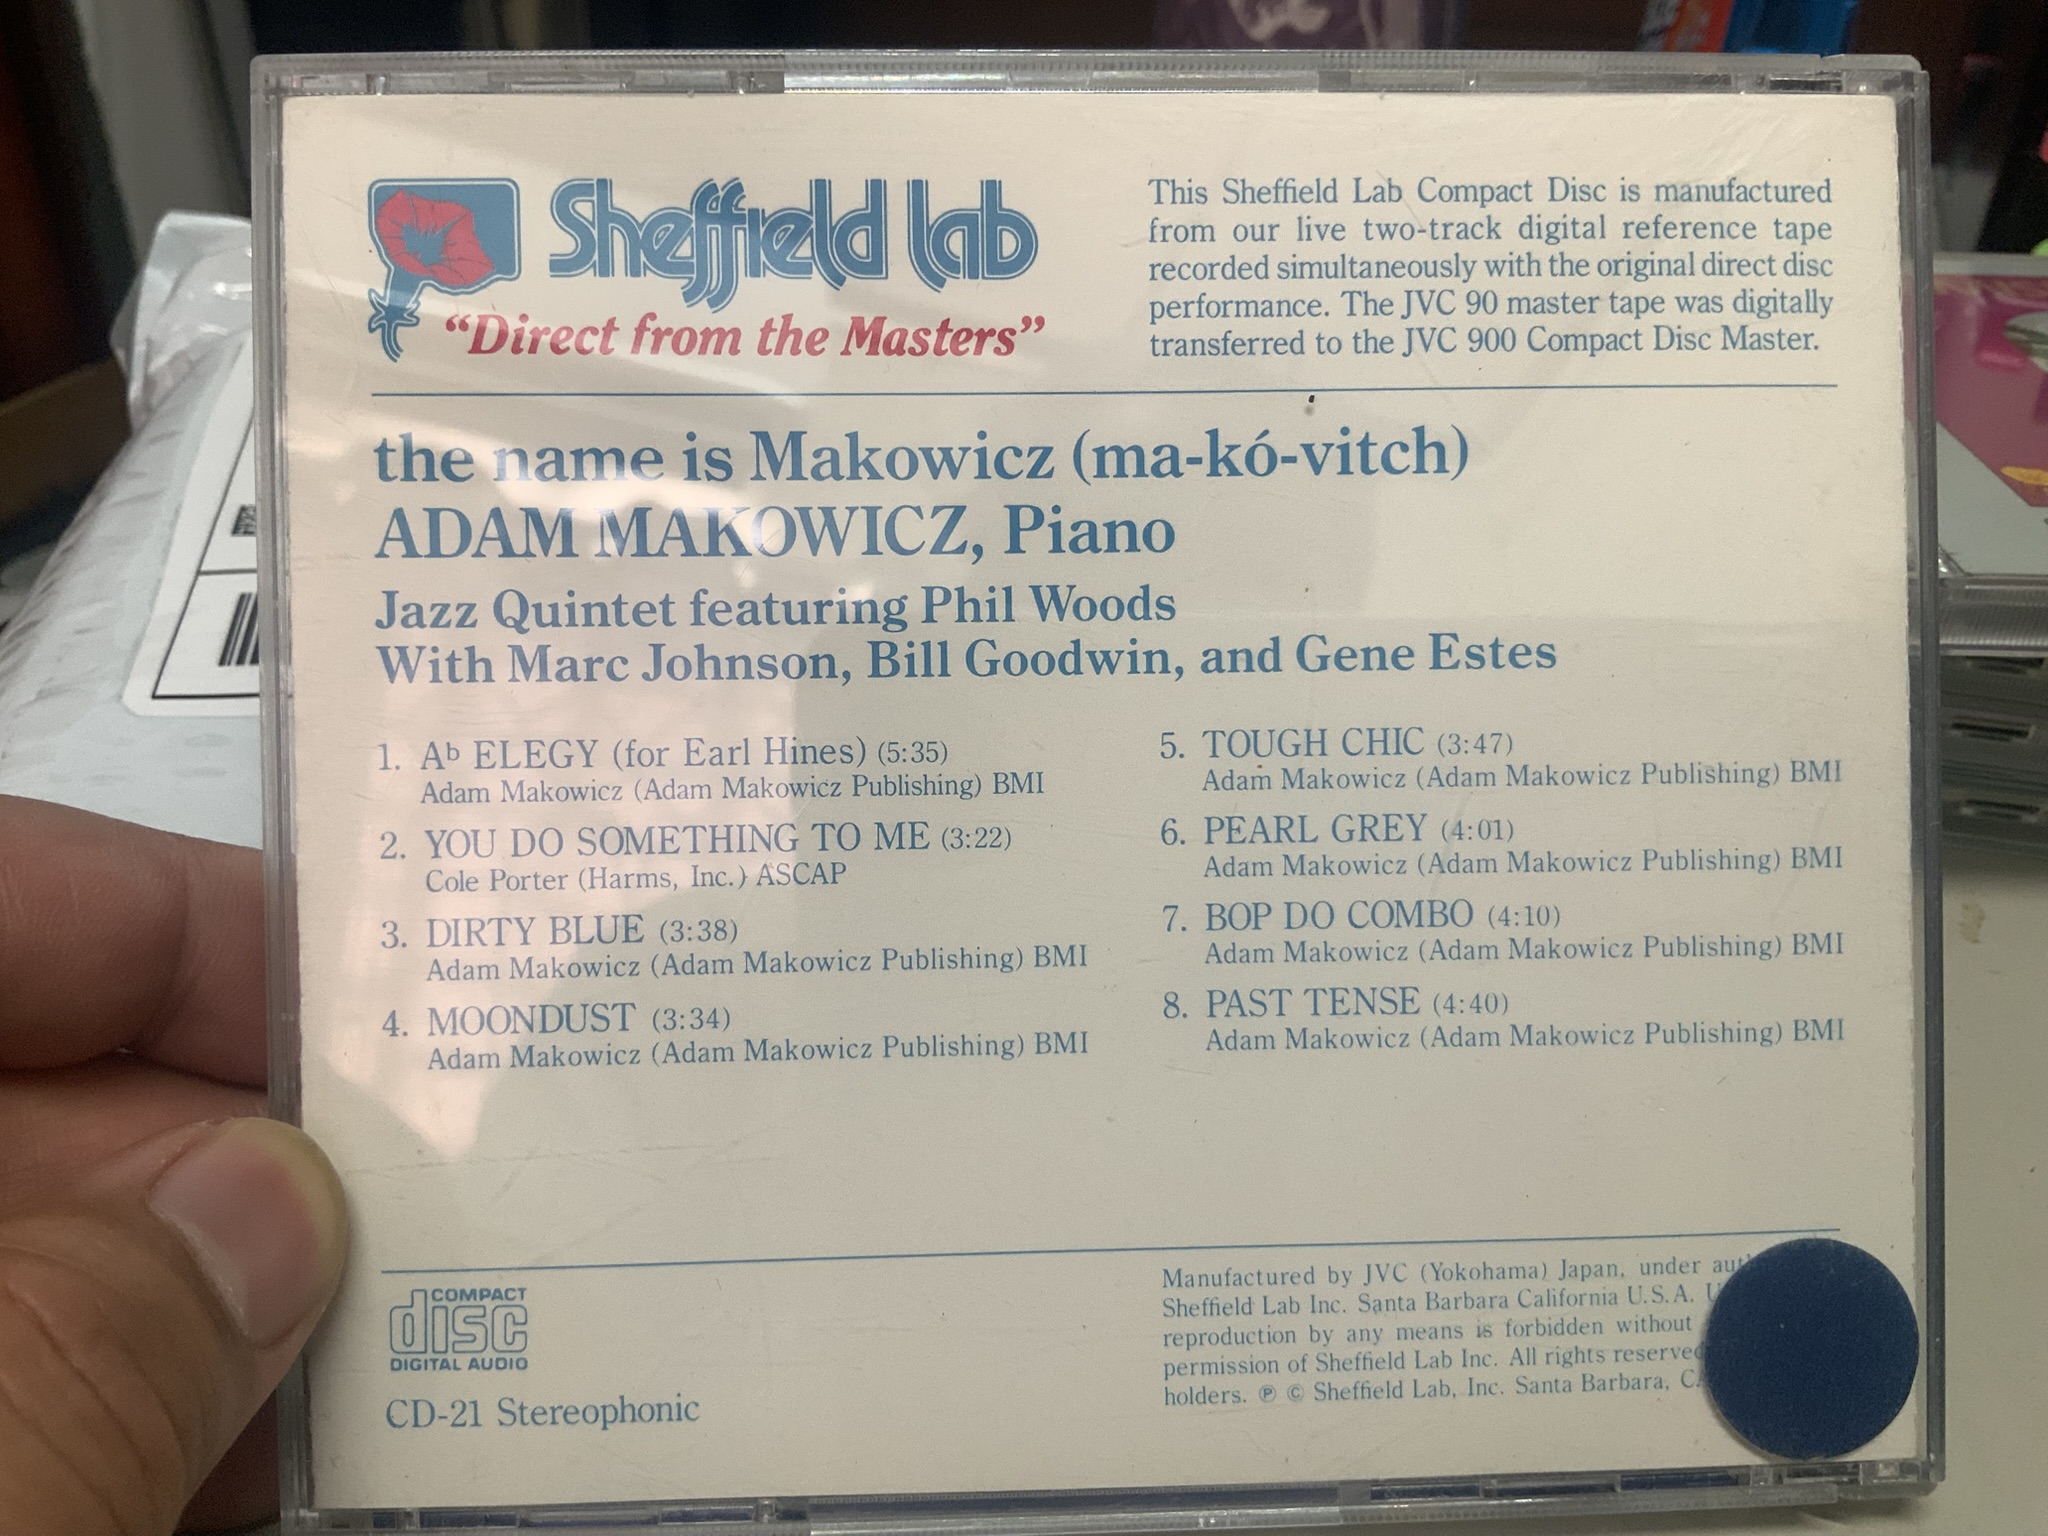 Sheffield Lab
“Direct from the Masters”
This Sheffield Lab Compact Disc is manufactured
from our live two-track digital reference tape
recorded simultaneously with the original direct disc
performance. The JVC 90 master tape was digitally
transferred to the JVC 900 Compact Disc Master.
the name is Makowicz (ma-kó-vitch)
ADAM MAKOWICZ, Piano
Jazz Quintet featuring Phil Woods
With Marc Johnson, Bill Goodwin, and Gene Estes
1. A♭ ELEGY (for Earl Hines) (5:35)
Adam Makowicz (Adam Makowicz Publishing) BMI
2. YOU DO SOMETHING TO ME (3:22)
Cole Porter (Harms, Inc.) ASCAP
3. DIRTY BLUE (3:38)
Adam Makowicz (Adam Makowicz Publishing) BMI
4. MOONDUST (3:34)
Adam Makowicz (Adam Makowicz Publishing) BMI
5. TOUGH CHIC (3:47)
Adam Makowicz (Adam Makowicz Publishing) BMI
6. PEARL GREY (4:01)
Adam Makowicz (Adam Makowicz Publishing) BMI
7. BOP DO COMBO (4:10)
Adam Makowicz (Adam Makowicz Publishing) BMI
8. PAST TENSE (4:40)
Adam Makowicz (Adam Makowicz Publishing) BMI
COMPACT
disc
DIGITAL AUDIO
CD-21 Stereophonic
Manufactured by JVC (Yokohama) Japan, under
Sheffield Lab Inc. Santa Barbara California U.S.A.
reproduction by any means is forbidden without
permission of Sheffield Lab Inc. All rights reserved
holders. ℗ © Sheffield Lab, Inc. Santa Barbara,